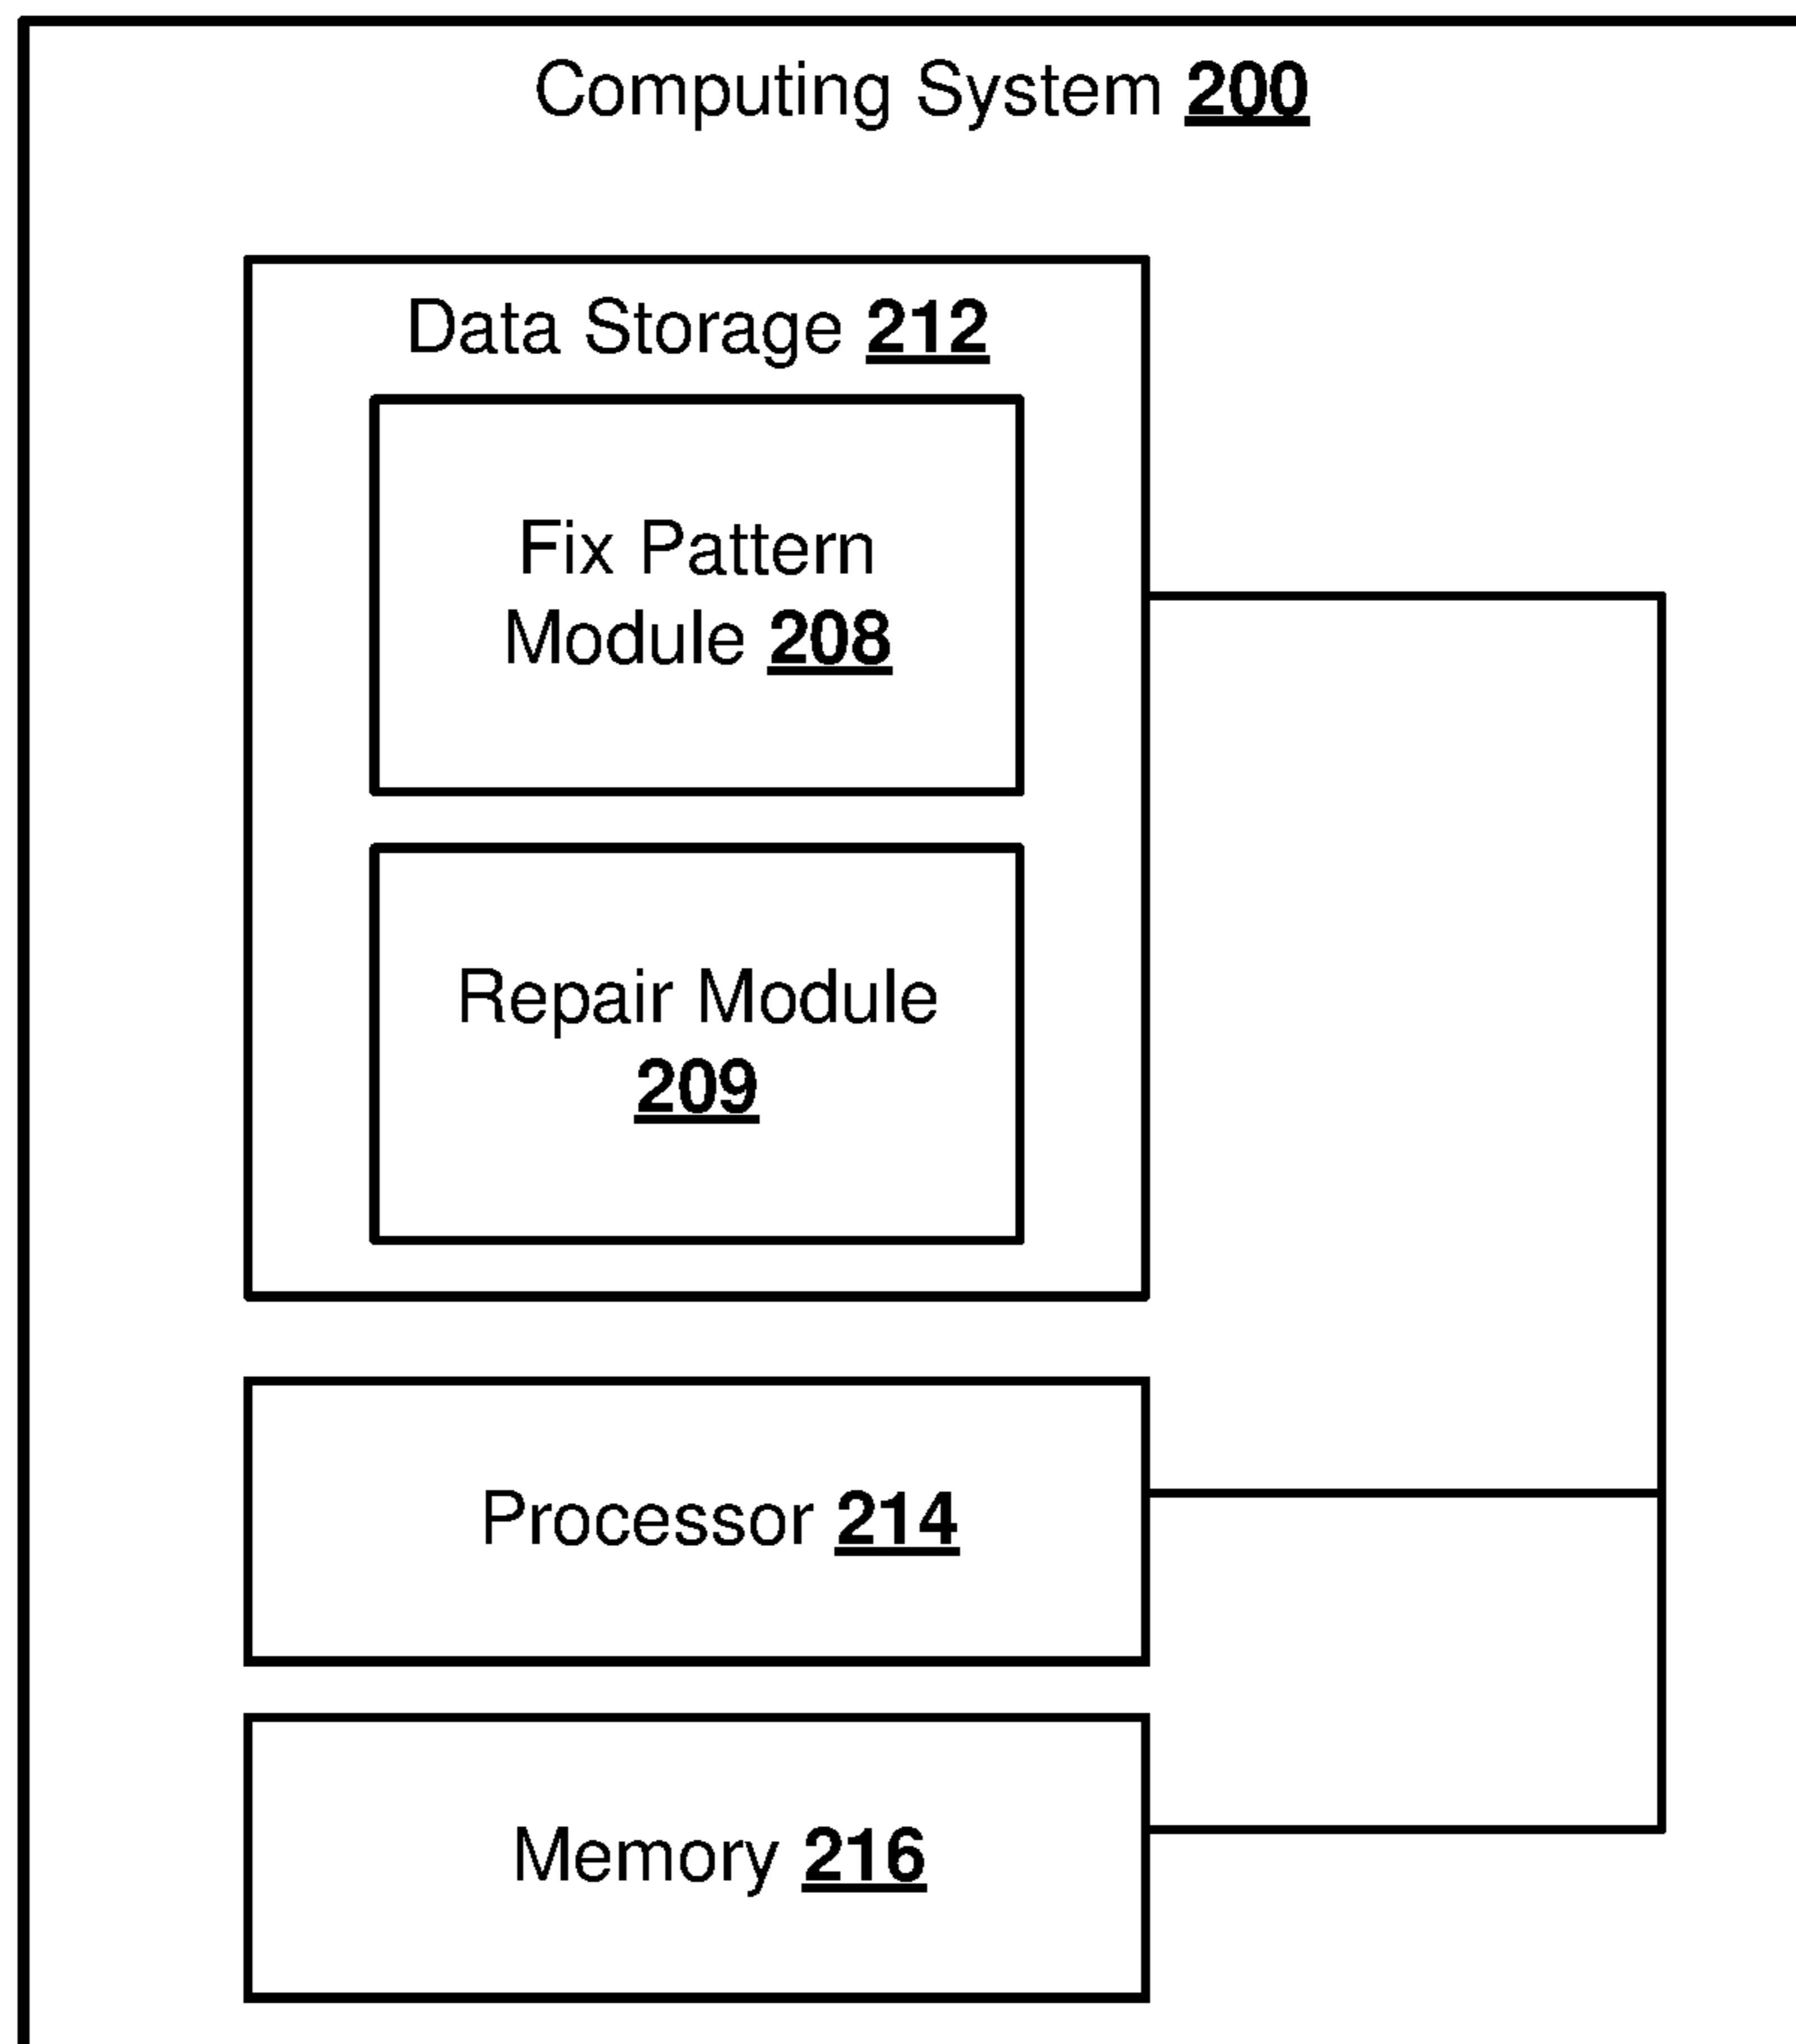 Computing System 200
Data Storage 212
Fix Pattern
Module 208
Repair Module
209
Processor 214
Memory 216